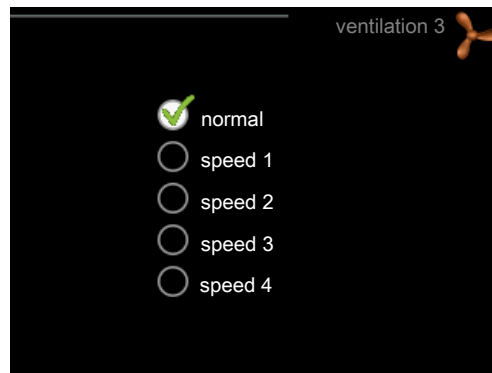 ventilation 3
normal
speed 1
speed 2
speed 3
speed 4